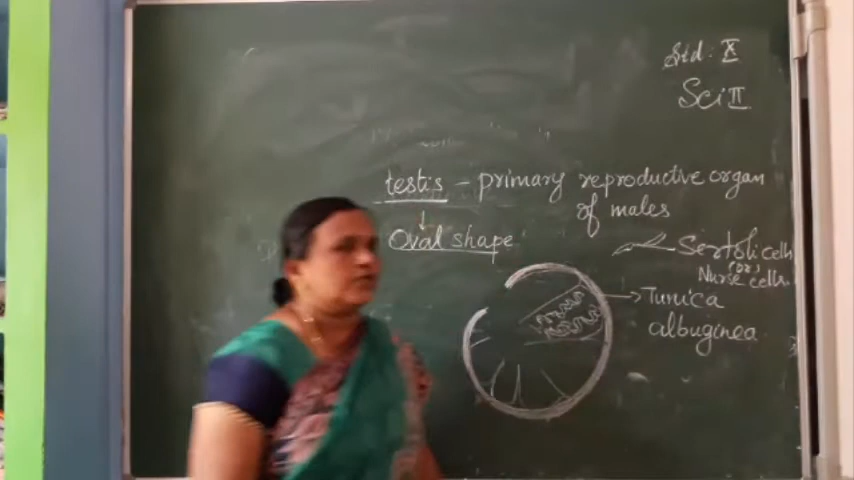 Std: X
Sci II
testis - primary reproductive organ
of males
↓
Oval shape
Sertoli cells
(or)
Nurse cells.
→ Tunica
albuginea